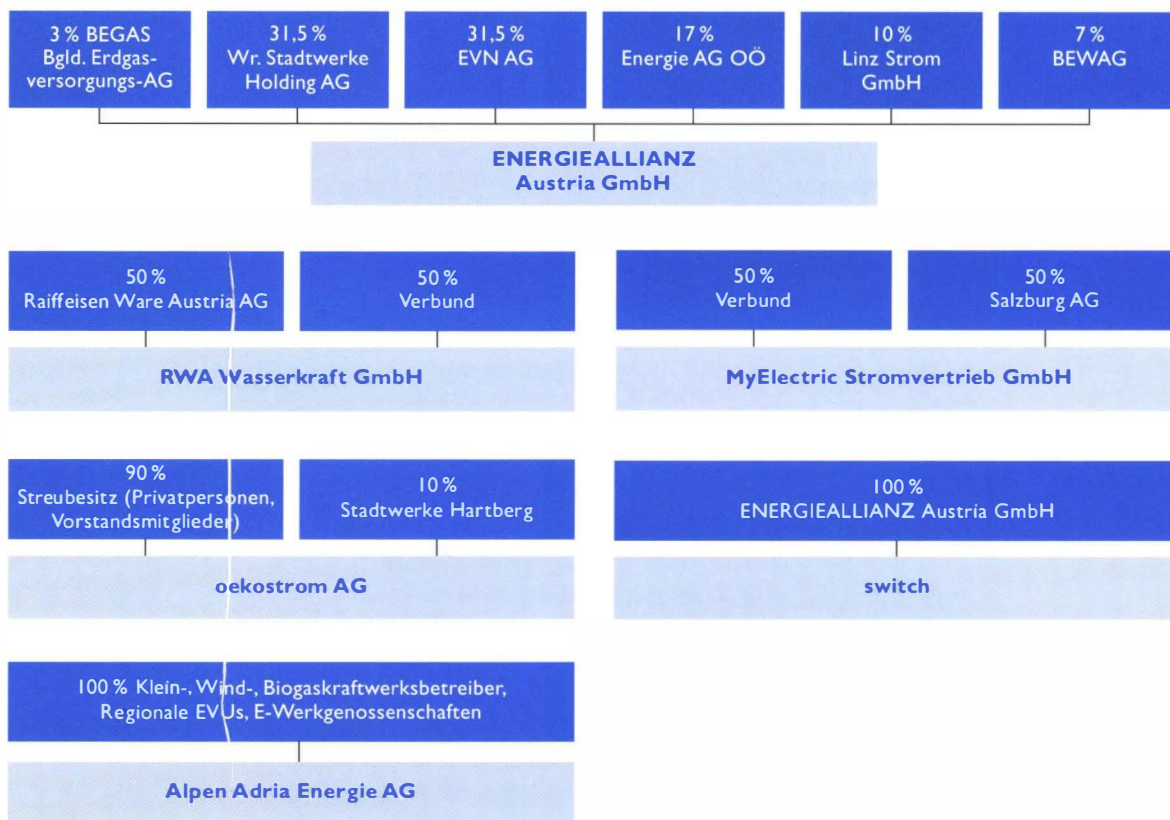 3 % BEGAS
Bgld. Erdgas-
versorgungs-AG
31,5 %
Wr. Stadtwerke
Holding AG
31,5 %
EVN AG
17 %
Energie AG OÖ
10 %
Linz Strom
GmbH
7 %
BEWAG
ENERGIEALLIANZ
Austria GmbH
50 %
Raiffeisen Ware Austria AG
50 %
Verbund
RWA Wasserkraft GmbH
50 %
Verbund
50 %
Salzburg AG
MyElectric Stromvertrieb GmbH
90 %
Streubesitz (Privatpersonen,
Vorstandsmitglieder)
10 %
Stadtwerke Hartberg
oekostrom AG
100 %
ENERGIEALLIANZ Austria GmbH
switch
100 % Klein-, Wind-, Biogaskraftwerksbetreiber,
Regionale EVUs, E-Werkgenossenschaften
Alpen Adria Energie AG